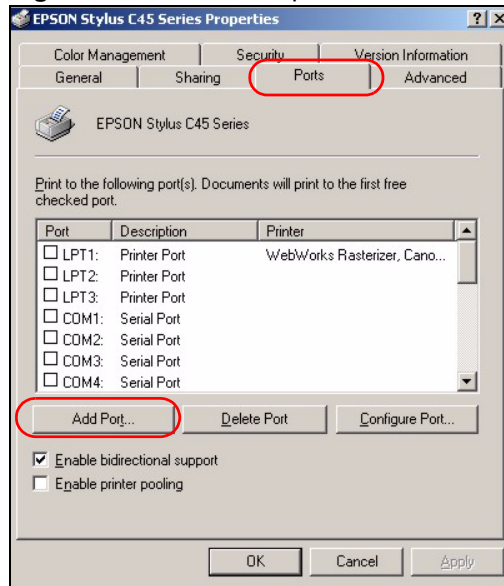 EPSON Stylus C45 Series Properties
Color Management Security Version Information
General Sharing Ports Advanced
EPSON Stylus C45 Series
Print to the following port(s). Documents will print to the first free
checked port.
Port Description Printer
LPT1: Printer Port WebWorks Rasterizer, Cano...
LPT2: Printer Port
LPT3: Printer Port
COM1: Serial Port
COM2: Serial Port
COM3: Serial Port
COM4: Serial Port
Add Port... Delete Port Configure Port...
Enable bidirectional support
Enable printer pooling
OK Cancel Apply